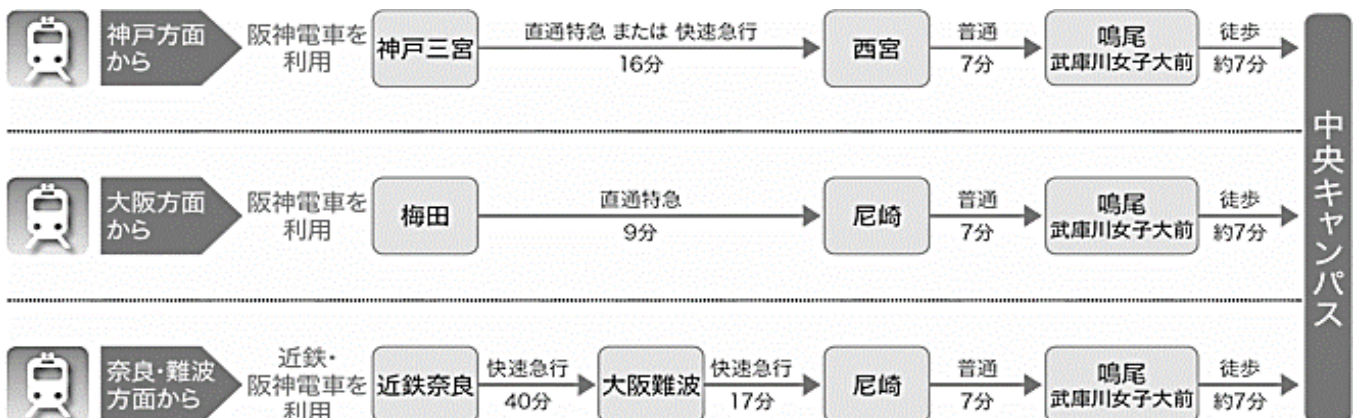 神戸方面
から
阪神電車を
利用
神戸三宮
直通特急 または 快速急行
16分
西宮
普通
7分
鳴尾
武庫川女子大前
徒歩
約7分
大阪方面
から
阪神電車を
利用
梅田
直通特急
9分
尼崎
普通
7分
鳴尾
武庫川女子大前
徒歩
約7分
奈良・難波
方面から
近鉄・
阪神電車を
利用
近鉄奈良
快速急行
40分
大阪難波
快速急行
17分
尼崎
普通
7分
鳴尾
武庫川女子大前
徒歩
約7分
中央キャンパス